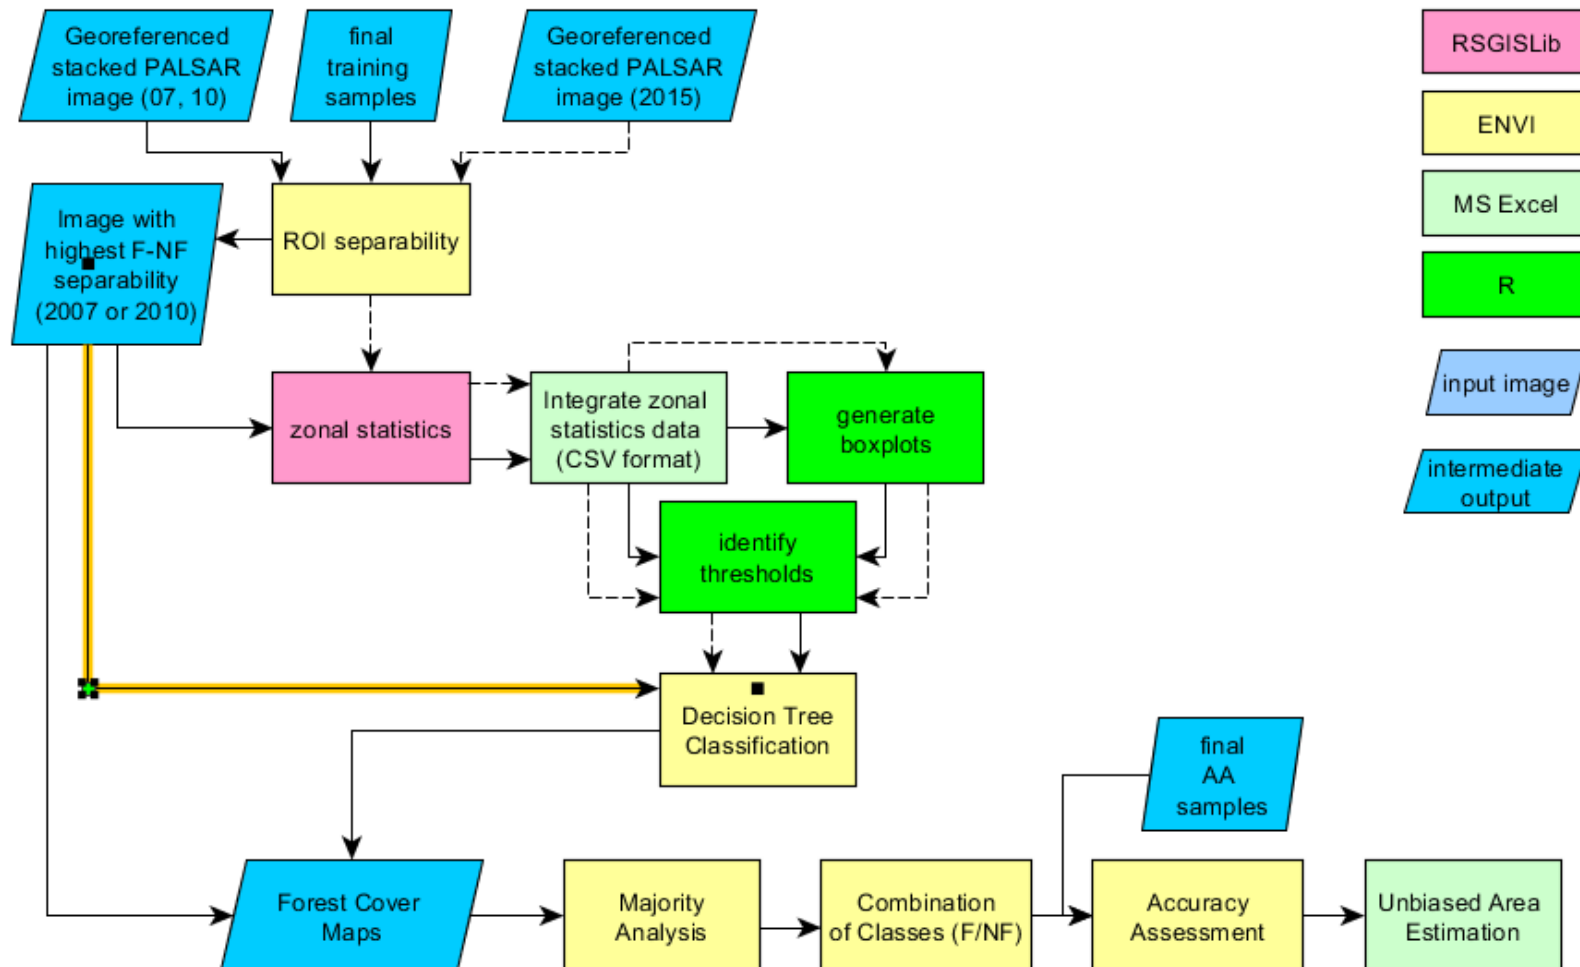 Georeferenced
stacked PALSAR
image (07, 10)
final
training
samples
Georeferenced
stacked PALSAR
image (2015)
RSGISLib
ENVI
MS Excel
R
input image
intermediate
output
Image with
highest F-NF
separability
(2007 or 2010)
ROI separability
zonal statistics
Integrate zonal
statistics data
(CSV format)
generate
boxplots
identify
thresholds
Decision Tree
Classification
final
AA
samples
Forest Cover
Maps
Majority
Analysis
Combination
of Classes (F/NF)
Accuracy
Assessment
Unbiased Area
Estimation